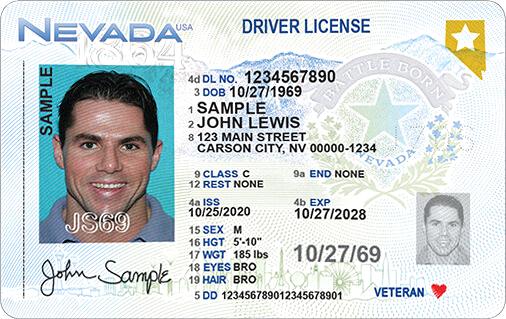 NEVADA USA DRIVER LICENSE
SAMPLE
4d DL NO. 1234567890
3 DOB 10/27/1969
1 SAMPLE
2 JOHN LEWIS
8 123 MAIN STREET
CARSON CITY, NV 00000-1234
9 CLASS C 9a END NONE
12 REST NONE
4a ISS 4b EXP
10/25/2020 10/27/2028
15 SEX M
16 HGT 5'-10"
17 WGT 185 lbs
18 EYES BRO
19 HAIR BRO
5 DD 12345678901234578901
10/27/69
VETERAN
JS69
John Sample
BATTLE BORN
NEVADA